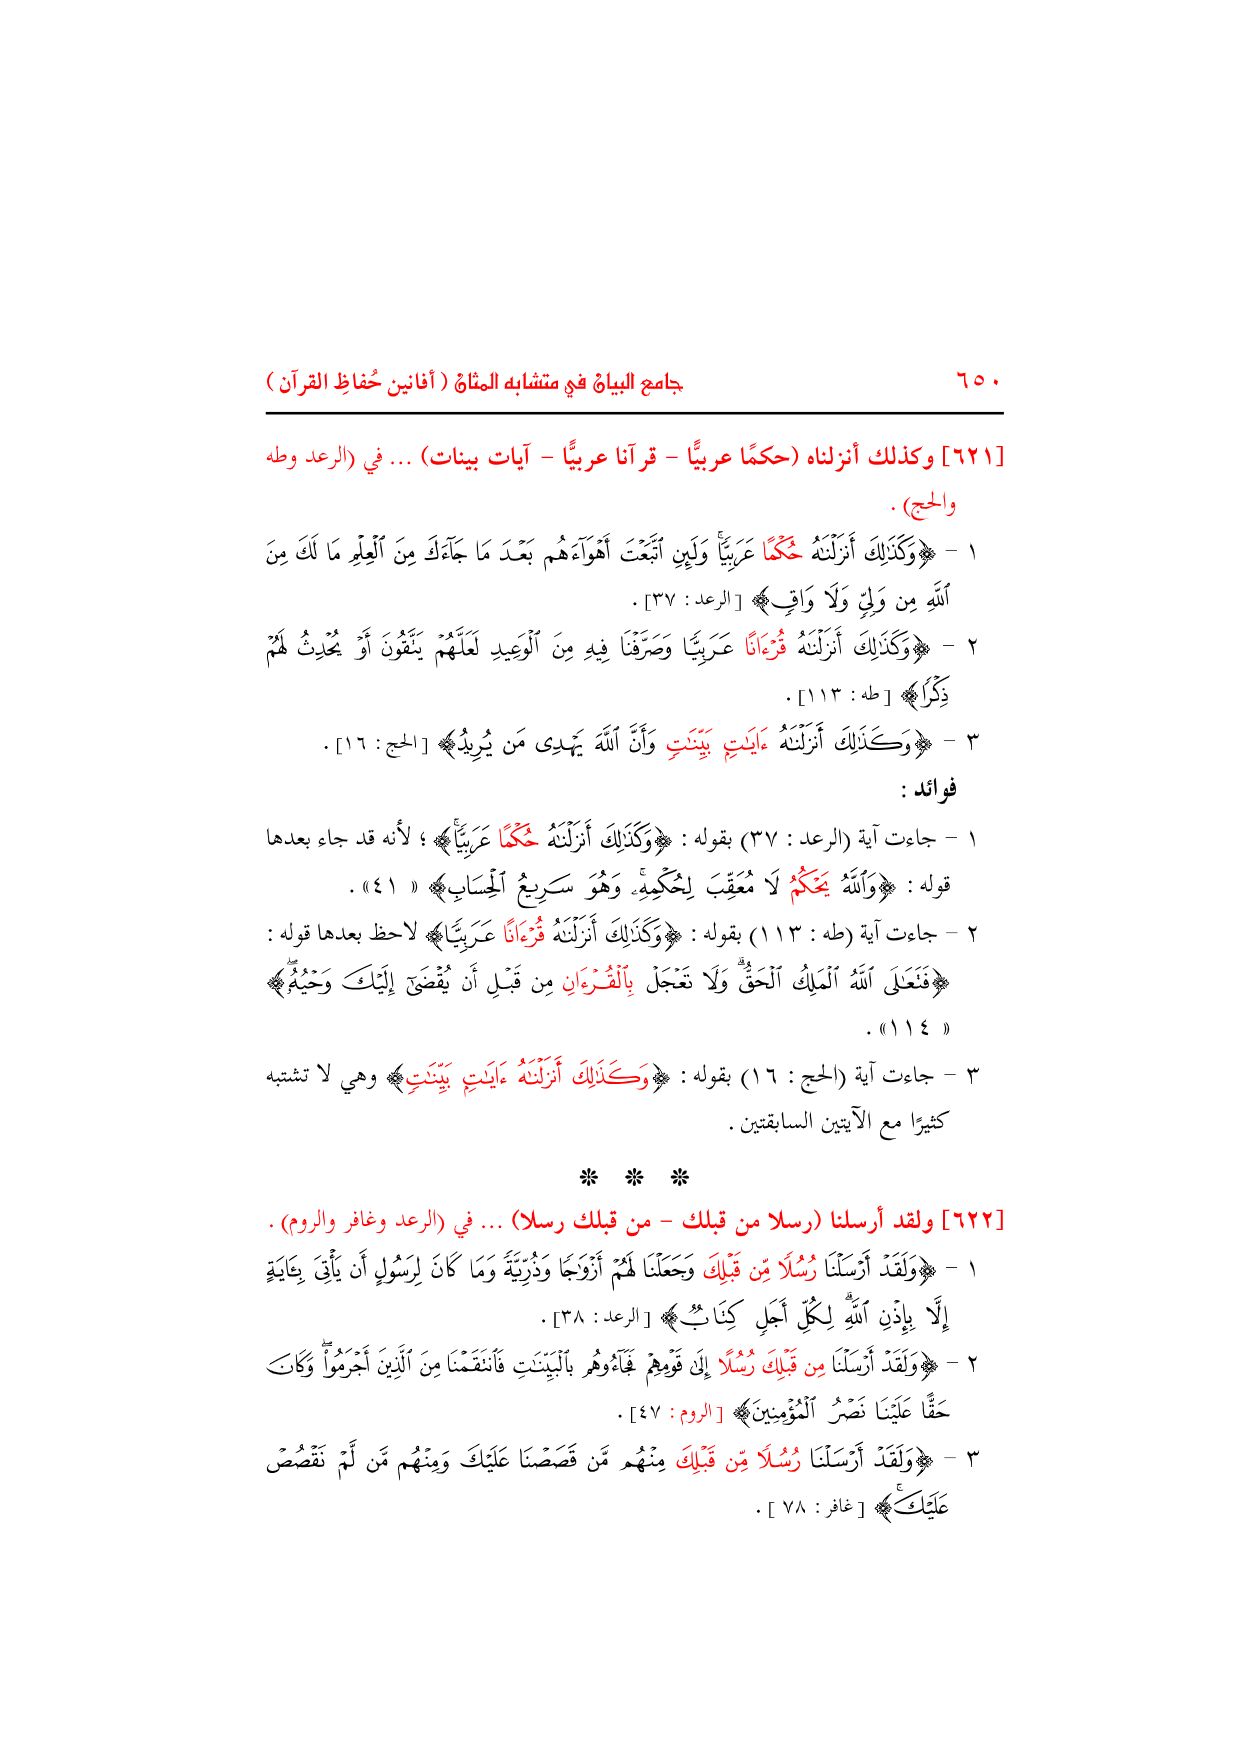 ٦٥٠
جامع البيان في متشابه المثان ( أفانين حُفاظِ القرآن )
[٦٢١] وكذلك أنزلناه (حكمًا عربيًّا – قرآنا عربيًّا – آيات بينات) ... في (الرعد وطه
والحج) .
١ – ﴿وَكَذَٰلِكَ أَنزَلۡنَٰهُ حُكۡمًا عَرَبِيّٗاۚ وَلَئِنِ ٱتَّبَعۡتَ أَهۡوَآءَهُم بَعۡدَ مَا جَآءَكَ مِنَ ٱلۡعِلۡمِ مَا لَكَ مِنَ
ٱللَّهِ مِن وَلِيّٖ وَلَا وَاقٖ﴾ [الرعد : ٣٧] .
٢ – ﴿وَكَذَٰلِكَ أَنزَلۡنَٰهُ قُرۡءَانًا عَرَبِيّٗا وَصَرَّفۡنَا فِيهِ مِنَ ٱلۡوَعِيدِ لَعَلَّهُمۡ يَتَّقُونَ أَوۡ يُحۡدِثُ لَهُمۡ
ذِكۡرٗا﴾ [طه : ١١٣] .
٣ – ﴿وَكَذَٰلِكَ أَنزَلۡنَٰهُ ءَايَٰتِۭ بَيِّنَٰتٖ وَأَنَّ ٱللَّهَ يَهۡدِى مَن يُرِيدُ﴾ [الحج : ١٦] .
فوائد :
١ – جاءت آية (الرعد : ٣٧) بقوله : ﴿وَكَذَٰلِكَ أَنزَلۡنَٰهُ حُكۡمًا عَرَبِيّٗاۚ﴾ ؛ لأنه قد جاء بعدها
قوله : ﴿وَٱللَّهُ يَحۡكُمُ لَا مُعَقِّبَ لِحُكۡمِهِۦۚ وَهُوَ سَرِيعُ ٱلۡحِسَابِ﴾ « ٤١» .
٢ – جاءت آية (طه : ١١٣) بقوله : ﴿وَكَذَٰلِكَ أَنزَلۡنَٰهُ قُرۡءَانًا عَرَبِيّٗا﴾ لاحظ بعدها قوله :
﴿فَتَعَٰلَى ٱللَّهُ ٱلۡمَلِكُ ٱلۡحَقُّۗ وَلَا تَعۡجَلۡ بِٱلۡقُرۡءَانِ مِن قَبۡلِ أَن يُقۡضَىٰٓ إِلَيۡكَ وَحۡيُهُۥۖ﴾
« ١١٤» .
٣ – جاءت آية (الحج : ١٦) بقوله : ﴿وَكَذَٰلِكَ أَنزَلۡنَٰهُ ءَايَٰتِۭ بَيِّنَٰتٖ﴾ وهي لا تشتبه
كثيرًا مع الآيتين السابقتين .
❊ ❊ ❊
[٦٢٢] ولقد أرسلنا (رسلا من قبلك – من قبلك رسلا) ... في (الرعد وغافر والروم) .
١ – ﴿وَلَقَدۡ أَرۡسَلۡنَا رُسُلٗا مِّن قَبۡلِكَ وَجَعَلۡنَا لَهُمۡ أَزۡوَٰجٗا وَذُرِّيَّةٗۚ وَمَا كَانَ لِرَسُولٍ أَن يَأۡتِىَ بِـَٔايَةٍ
إِلَّا بِإِذۡنِ ٱللَّهِۗ لِكُلِّ أَجَلٖ كِتَابٞ﴾ [الرعد : ٣٨] .
٢ – ﴿وَلَقَدۡ أَرۡسَلۡنَا مِن قَبۡلِكَ رُسُلًا إِلَىٰ قَوۡمِهِمۡ فَجَآءُوهُم بِٱلۡبَيِّنَٰتِ فَٱنتَقَمۡنَا مِنَ ٱلَّذِينَ أَجۡرَمُواْۖ وَكَانَ
حَقًّا عَلَيۡنَا نَصۡرُ ٱلۡمُؤۡمِنِينَ﴾ [الروم : ٤٧] .
٣ – ﴿وَلَقَدۡ أَرۡسَلۡنَا رُسُلٗا مِّن قَبۡلِكَ مِنۡهُم مَّن قَصَصۡنَا عَلَيۡكَ وَمِنۡهُم مَّن لَّمۡ نَقۡصُصۡ
عَلَيۡكَۗ﴾ [غافر : ٧٨ ] .